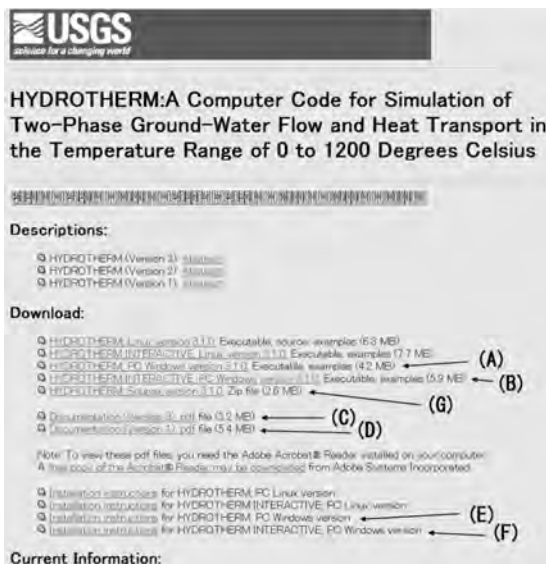 USGS
science for a changing world
HYDROTHERM:A Computer Code for Simulation of
Two-Phase Ground-Water Flow and Heat Transport in
the Temperature Range of 0 to 1200 Degrees Celsius
Descriptions:
HYDROTHERM (Version 3) Abstract
HYDROTHERM (Version 2) Abstract
HYDROTHERM (Version 1) Abstract
Download:
HYDROTHERM: Linux version 3.1.0, Executable, source, examples (6.3 MB)
HYDROTHERM INTERACTIVE: Linux version 3.1.0, Executable, examples (7.7 MB)
HYDROTHERM: PC Windows version 3.1.0, Executable, examples (4.2 MB) (A)
HYDROTHERM INTERACTIVE: PC Windows version 3.1.0, Executable, examples (5.9 MB) (B)
HYDROTHERM: Source version 3.1.0, Zip file (2.6 MB) (G)
Documentation (Version 3), pdf file (3.2 MB) (C)
Documentation (Version 1), pdf file (5.4 MB) (D)
Note: To view these pdf files, you need the Adobe Acrobat® Reader installed on your computer.
A free copy of the Acrobat® Reader may be downloaded from Adobe Systems Incorporated.
Installation instructions for HYDROTHERM: PC Linux version
Installation instructions for HYDROTHERM INTERACTIVE: PC Linux version
Installation instructions for HYDROTHERM: PC Windows version (E)
Installation instructions for HYDROTHERM INTERACTIVE: PC Windows version (F)
Current Information: